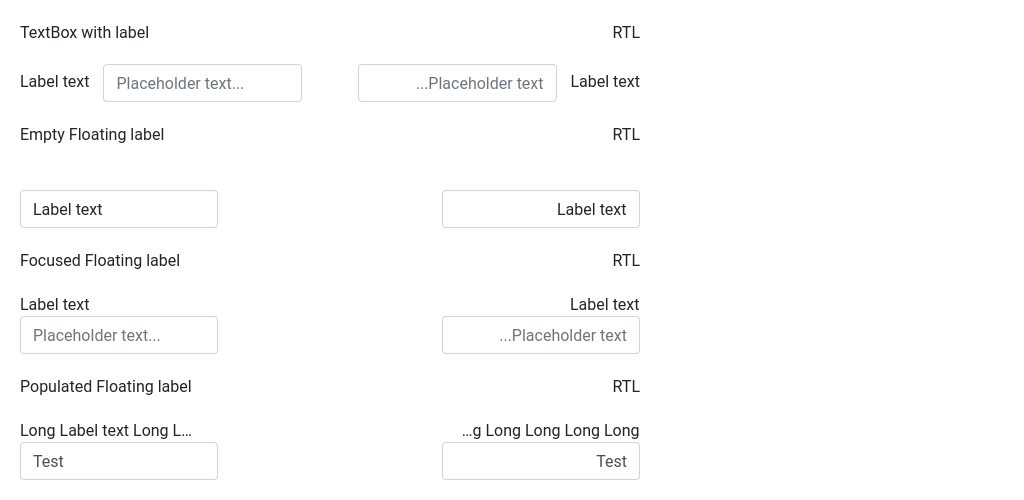 TextBox with label RTL
Label text Placeholder text... ...Placeholder text Label text
Empty Floating label RTL
Label text Label text
Focused Floating label RTL
Label text Label text
Placeholder text... ...Placeholder text
Populated Floating label RTL
Long Label text Long L... ...g Long Long Long Long
Test Test